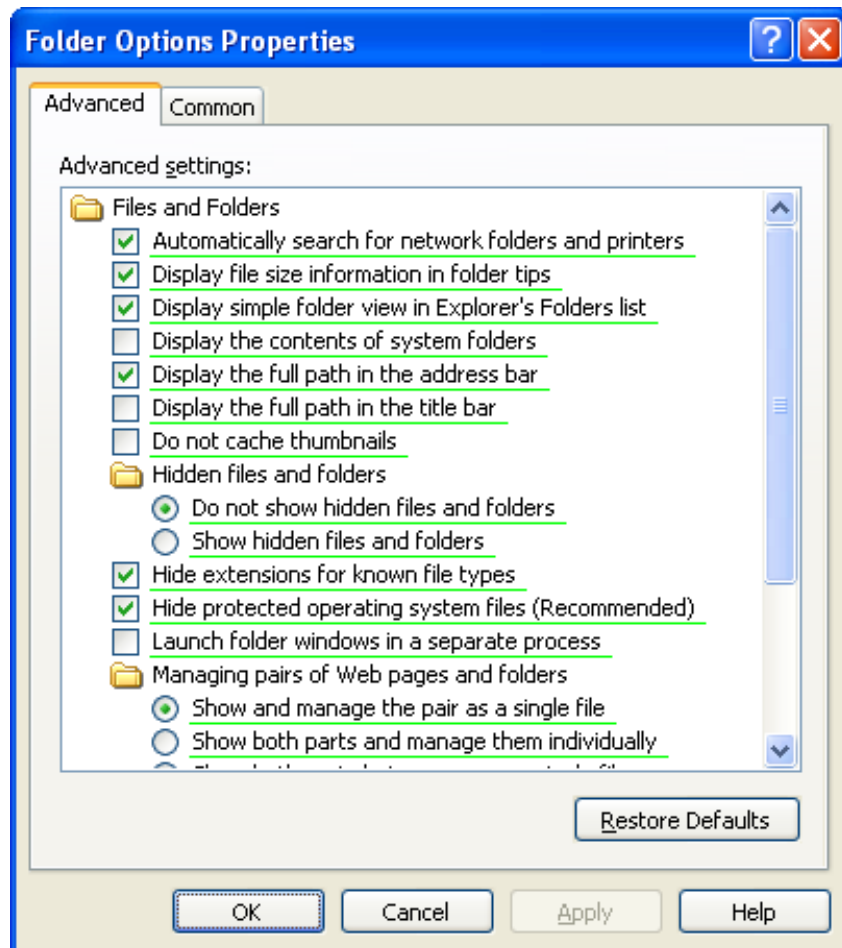 Folder Options Properties
Advanced
Common
Advanced settings:
Files and Folders
Automatically search for network folders and printers
Display file size information in folder tips
Display simple folder view in Explorer's Folders list
Display the contents of system folders
Display the full path in the address bar
Display the full path in the title bar
Do not cache thumbnails
Hidden files and folders
Do not show hidden files and folders
Show hidden files and folders
Hide extensions for known file types
Hide protected operating system files (Recommended)
Launch folder windows in a separate process
Managing pairs of Web pages and folders
Show and manage the pair as a single file
Show both parts and manage them individually
Restore Defaults
OK
Cancel
Apply
Help